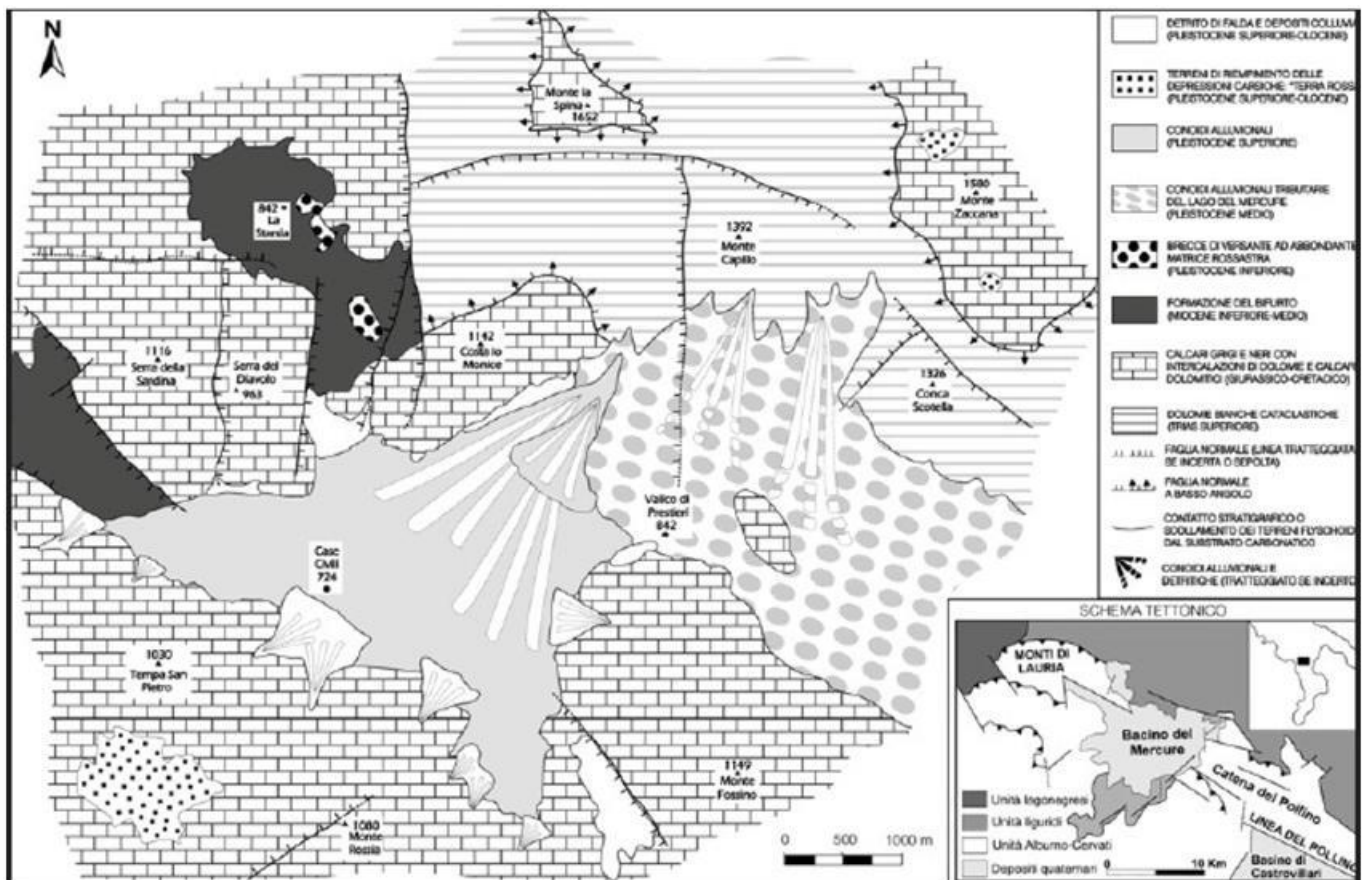 N
Monte la
Spina
1652
842
La
Starsia
1580
Monte
Zaccana
1392
Monte
Capillo
1142
Costa lo
Monice
1116
Serra della
Sardina
Serra del
Diavolo
963
1326
Conca
Scotella
Valico di
Prestieri
842
Case
724
1030
Tempa San
Pietro
1149
Monte
Fossino
1080
Monte
Rossia
0 500 1000 m
DETRITO DI FALDA E DEPOSITI COLLUVIA
(PLEISTOCENE SUPERIORE-OLOCENE)
TERRENI DI RIEMPIMENTO DELLE
DEPRESSIONI CARSICHE: "TERRA ROSS
(PLEISTOCENE SUPERIORE-OLOCENE)
CONOIDI ALLUVIONALI
(PLEISTOCENE SUPERIORE)
CONOIDI ALLUVIONALI TRIBUTARIE
DEL LAGO DEL MERCURE
(PLEISTOCENE MEDIO)
BRECCE DI VERSANTE AD ABBONDANTE
MATRICE ROSSASTRA
(PLEISTOCENE INFERIORE)
FORMAZIONE DEL BIFURTO
(MIOCENE INFERIORE-MEDIO)
CALCARI GRIGI E NERI CON
INTERCALAZIONI DI DOLOMIE E CALCARI
DOLOMITICI (GIURASSICO-CRETACICO)
DOLOMIE BIANCHE CATACLASTICHE
(TRIAS SUPERIORE)
FAGLIA NORMALE (LINEA TRATTEGGIATA
SE INCERTA O SEPOLTA)
FAGLIA NORMALE
A BASSO ANGOLO
CONTATTO STRATIGRAFICO O
SCOLLAMENTO DEI TERRENI FLYSCHOIDI
DAL SUBSTRATO CARBONATICO
CONOIDI ALLUVIONALI E
DETRITICHE (TRATTEGGIATO SE INCERTO
SCHEMA TETTONICO
MONTI DI
LAURIA
Bacino del
Mercure
Catena del Pollino
LINEA DEL POLLINO
Bacino di
Castrovillari
Unità lagonegresi
Unità liguridi
Unità Alburno-Cervati
Depositi quaternari
0 10 Km